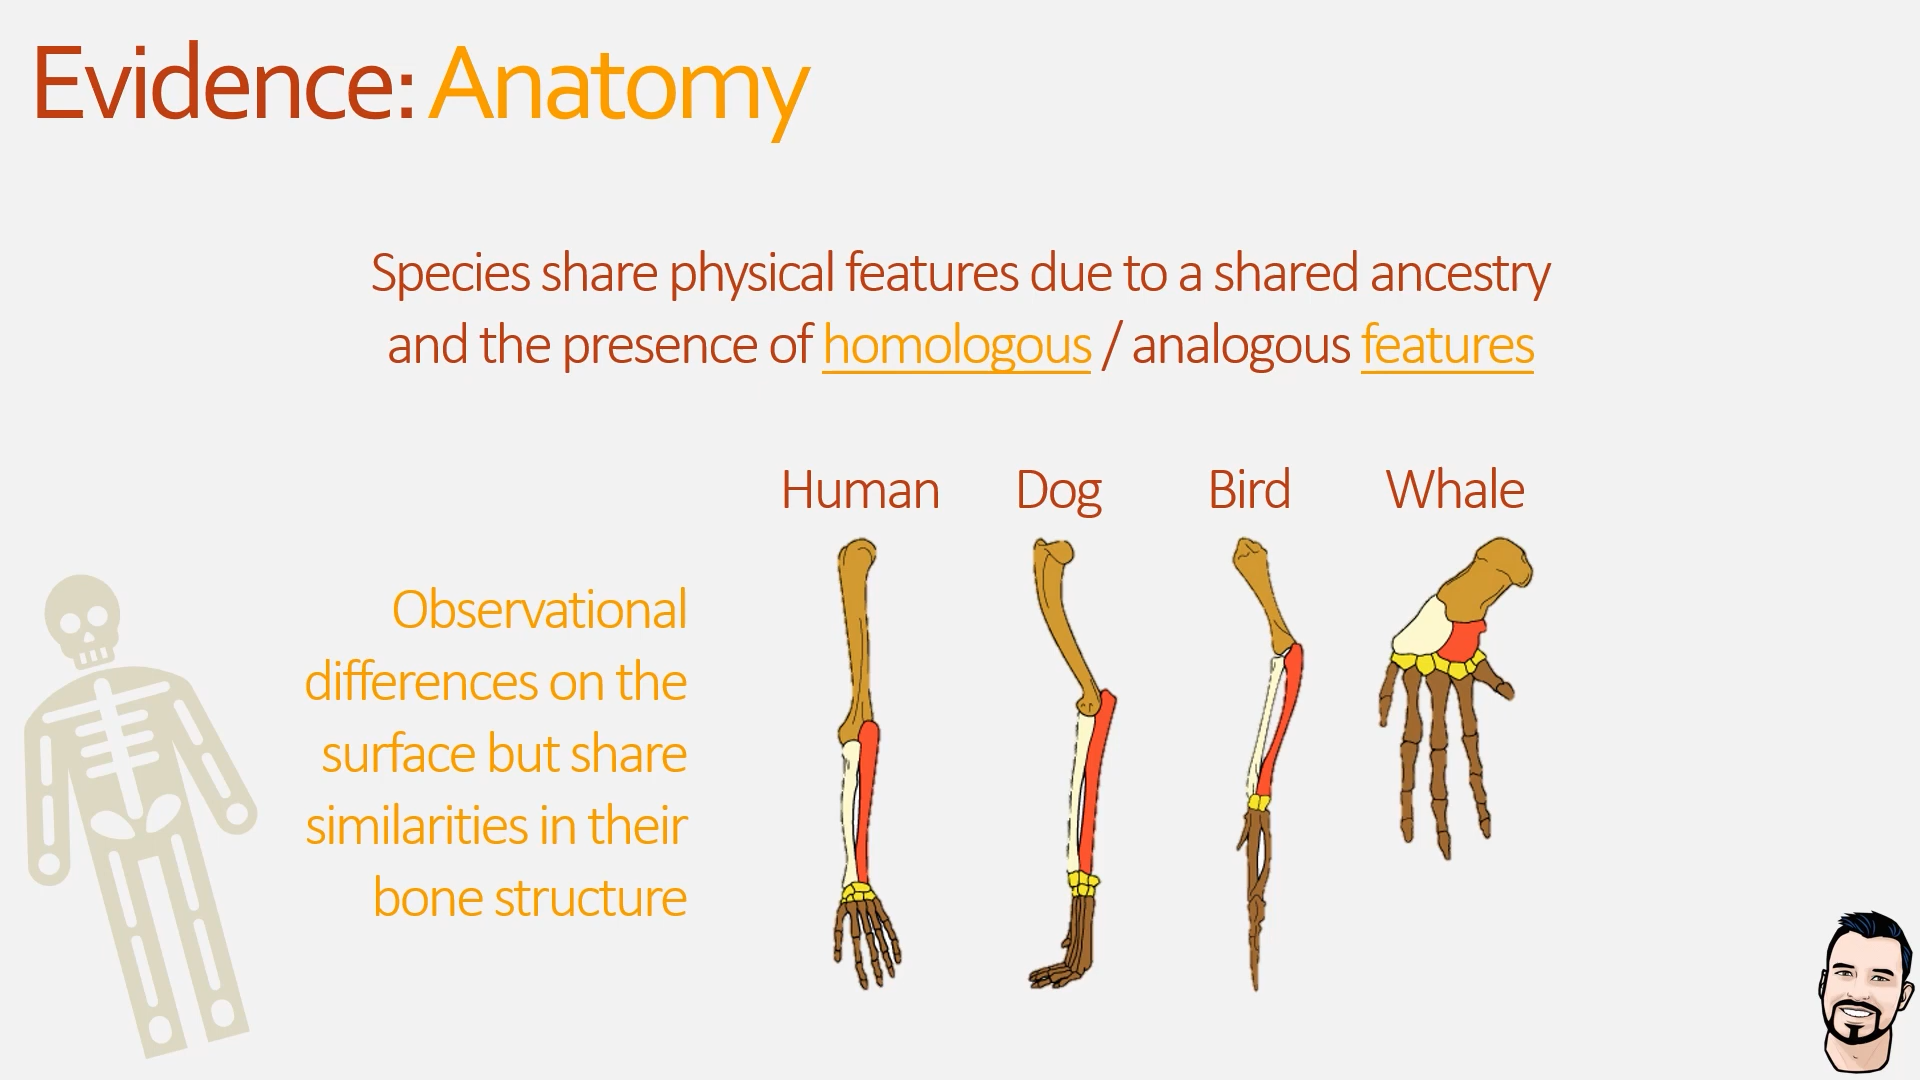 Evidence: Anatomy
Species share physical features due to a shared ancestry
and the presence of homologous / analogous features
Human Dog Bird Whale
Observational
differences on the
surface but share
similarities in their
bone structure